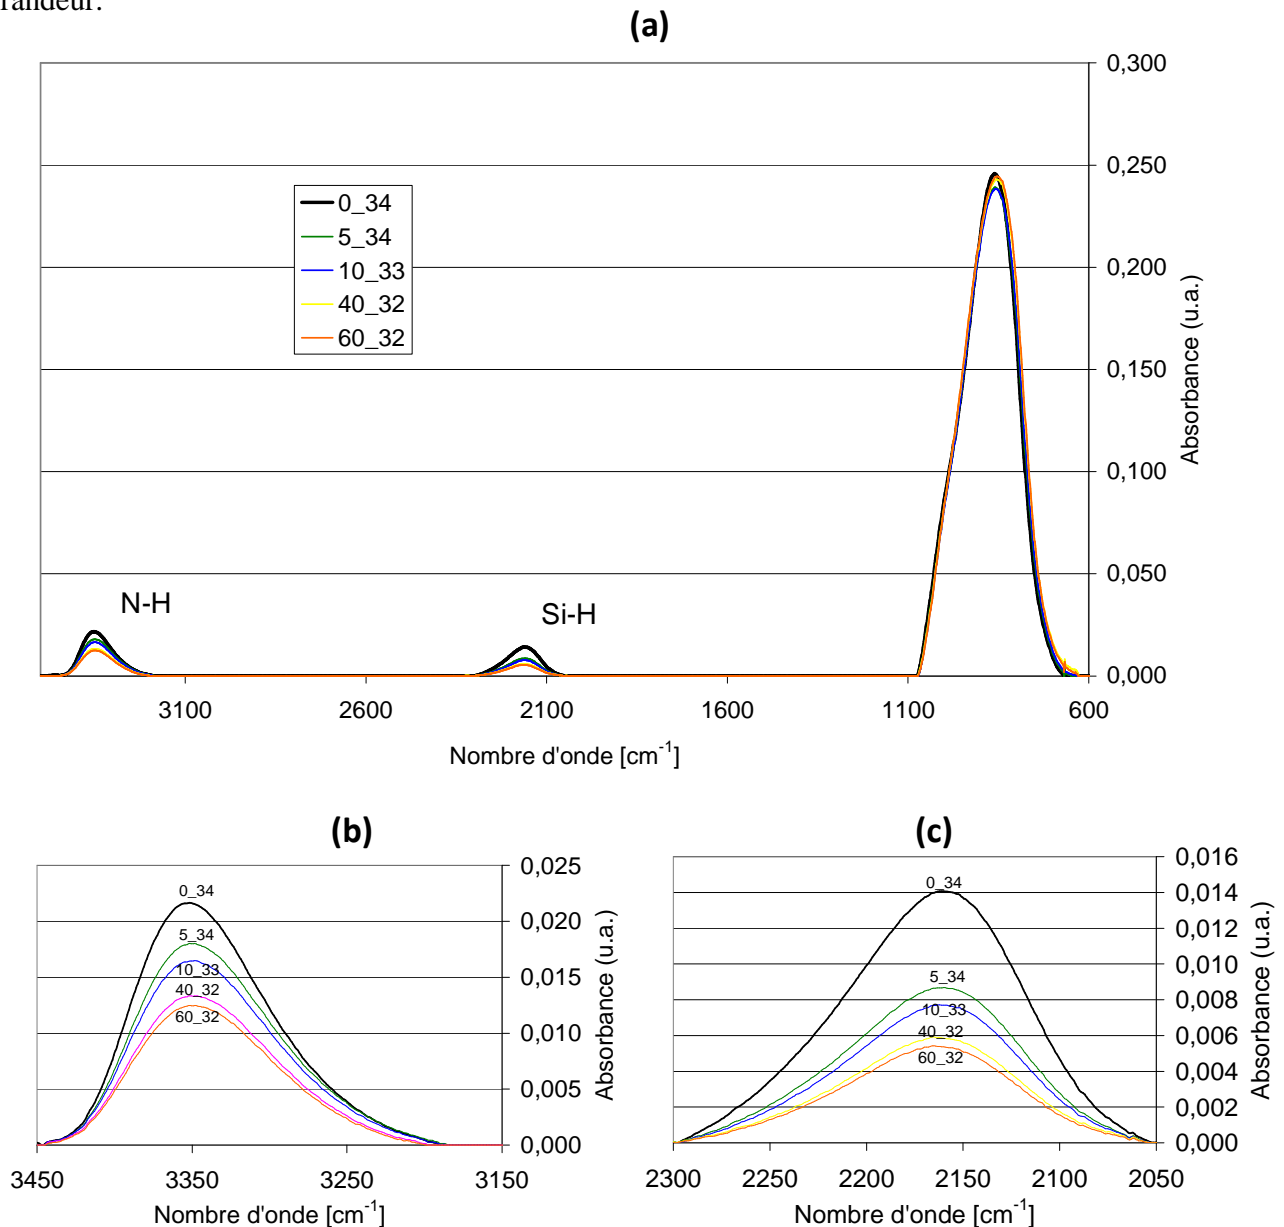 randeur.
(a)
0,300
0,250
0,200
0,150
0,100
0,050
0,000
Absorbance (u.a.)
0_34
5_34
10_33
40_32
60_32
N-H
Si-H
3100 2600 2100 1600 1100 600
Nombre d'onde [cm-1]
(b)
0,025
0,020
0,015
0,010
0,005
0,000
Absorbance (u.a.)
0_34
5_34
10_33
40_32
60_32
3450 3350 3250 3150
Nombre d'onde [cm-1]
(c)
0,016
0,014
0,012
0,010
0,008
0,006
0,004
0,002
0,000
Absorbance (u.a.)
0_34
5_34
10_33
40_32
60_32
2300 2250 2200 2150 2100 2050
Nombre d'onde [cm-1]